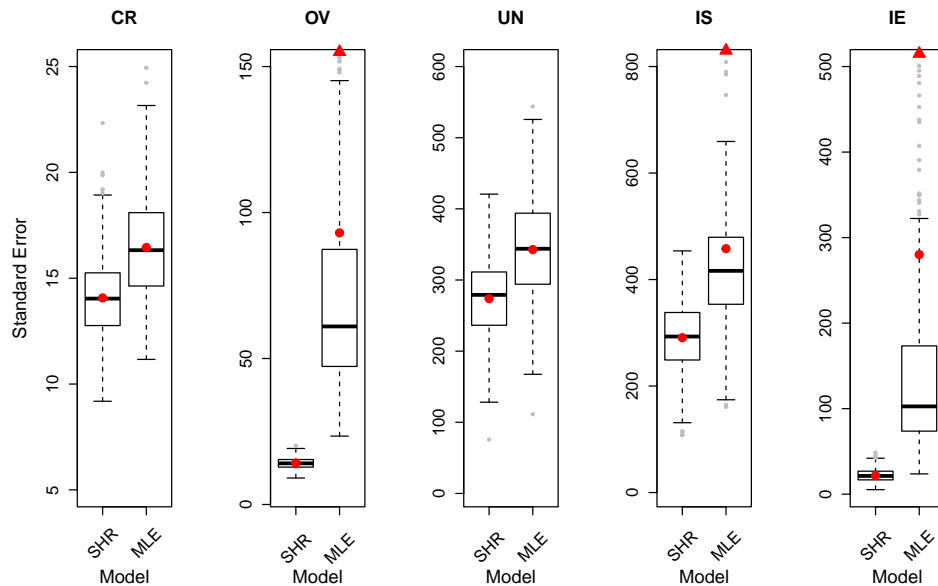 CR
OV
UN
IS
IE
Standard Error
5
10
15
20
25
0
50
100
150
0
100
200
300
400
500
600
0
200
400
600
800
0
100
200
300
400
500
SHR
MLE
SHR
MLE
SHR
MLE
SHR
MLE
SHR
MLE
Model
Model
Model
Model
Model